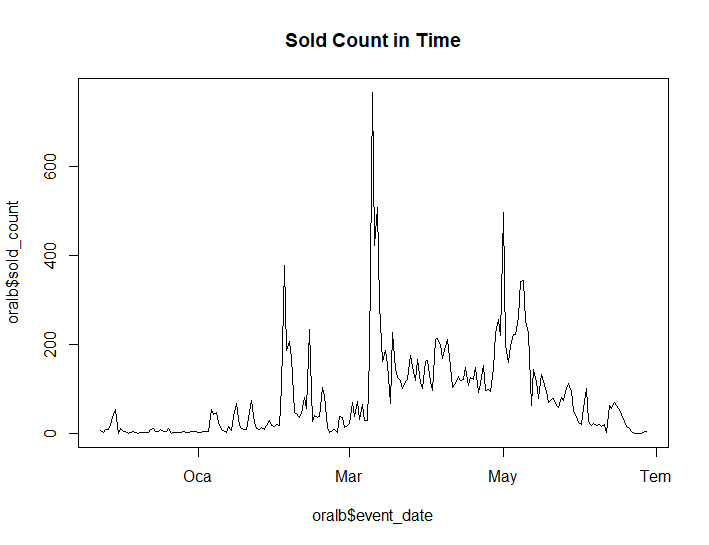 Sold Count in Time
oralb$sold_count
600
400
200
0
Oca Mar May Tem
oralb$event_date